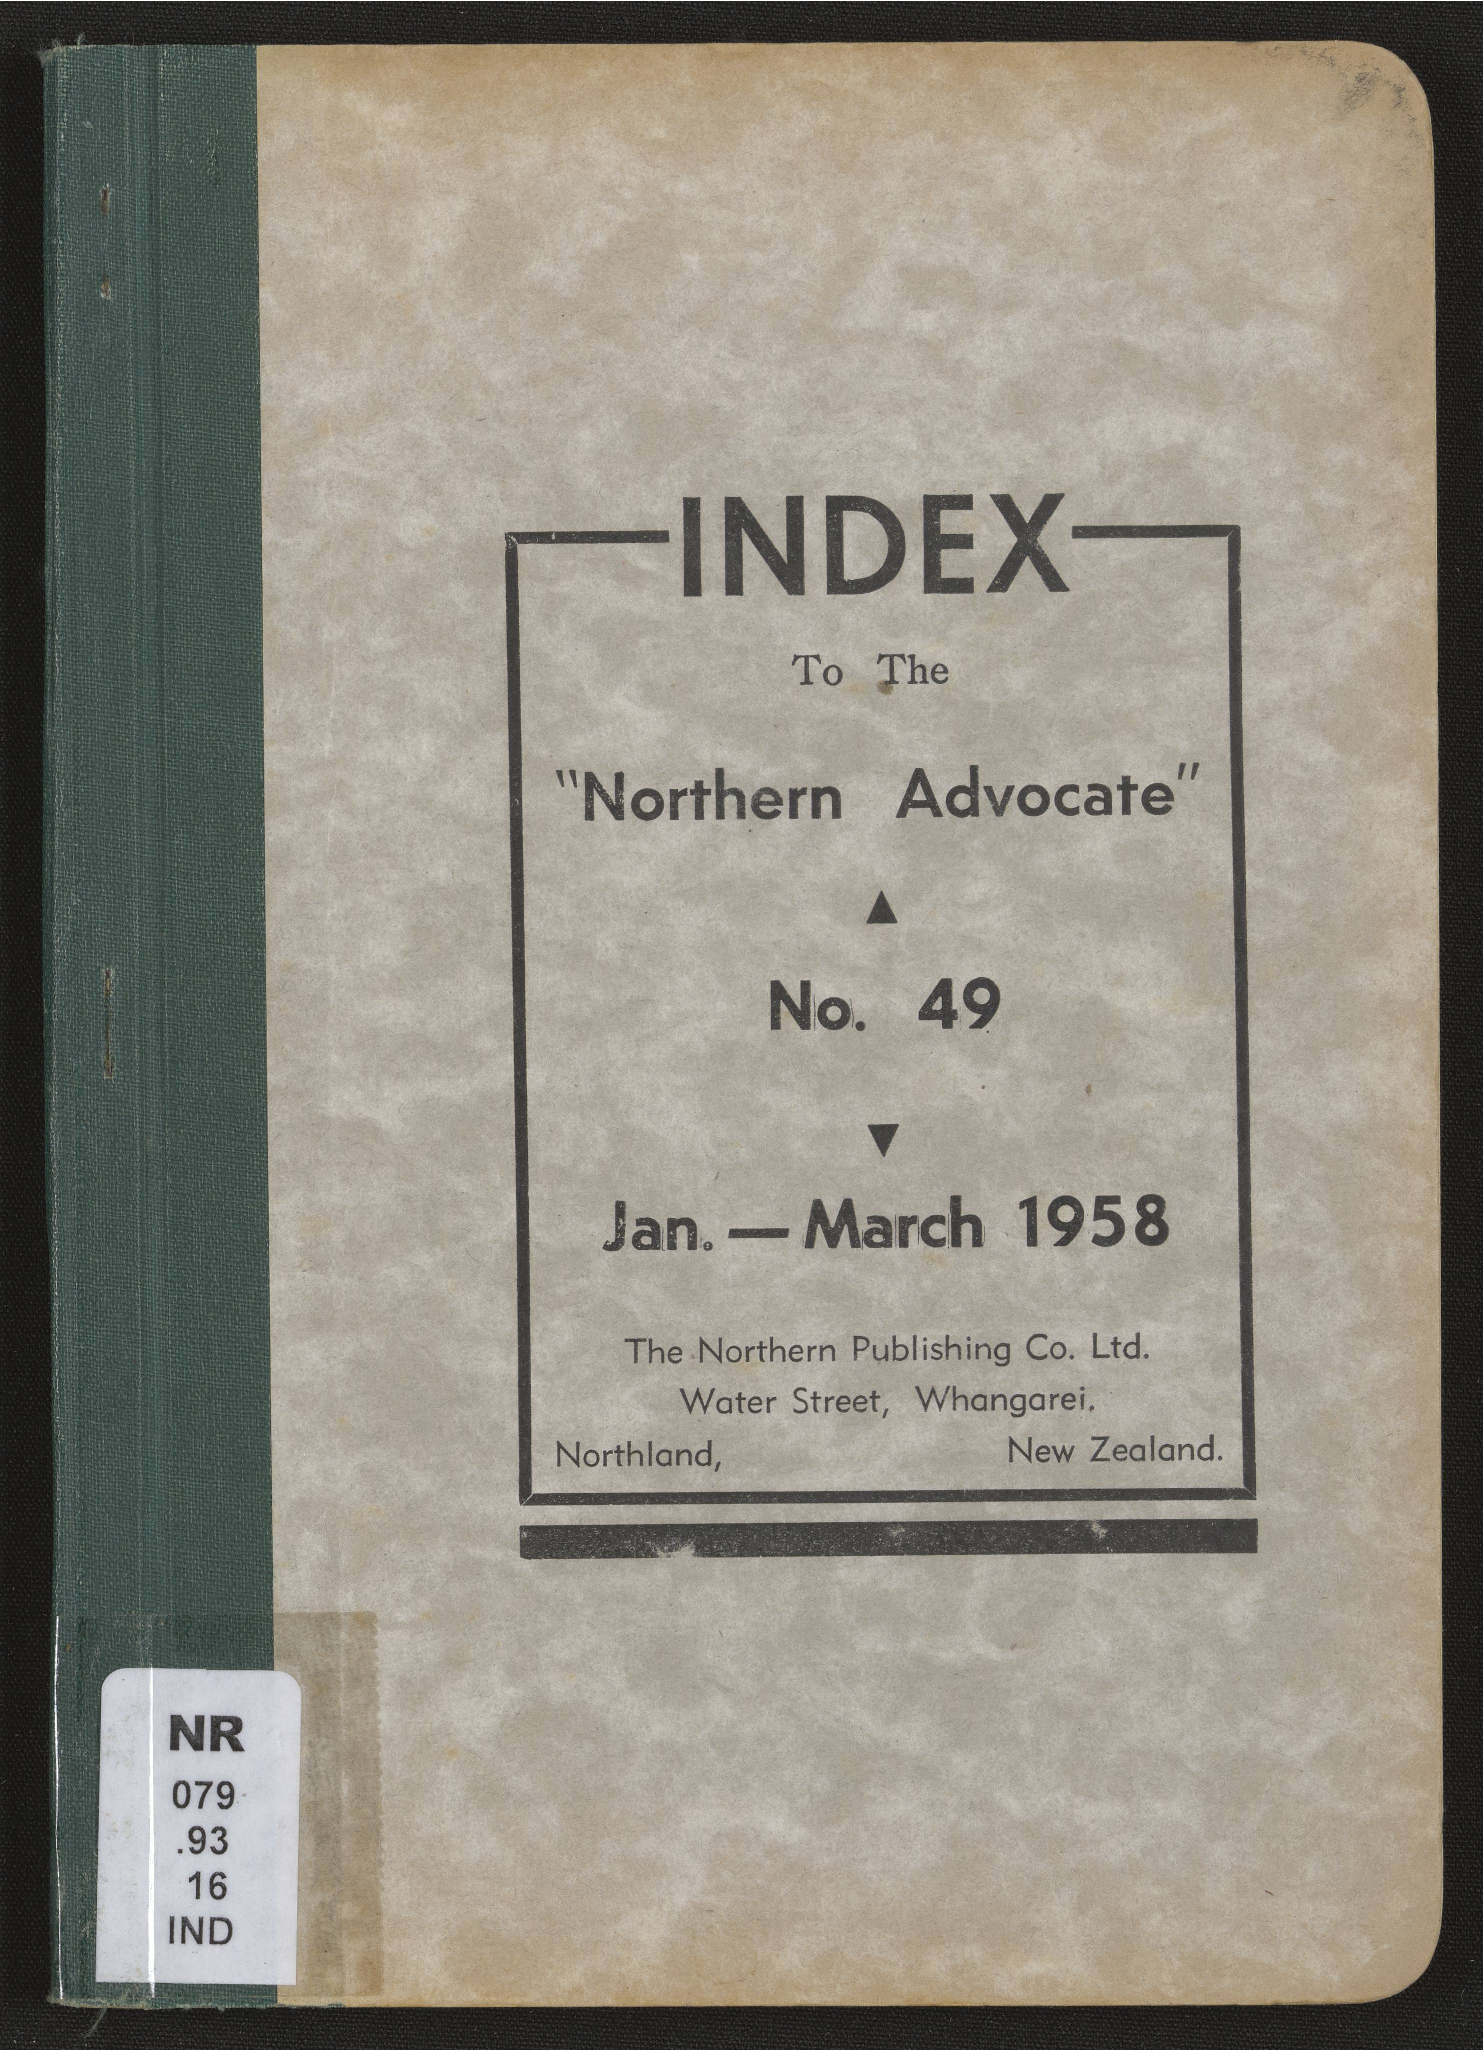 INDEX
To The
"Northern Advocate"
No. 49
Jan. — March 1958
The Northern Publishing Co. Ltd.
Water Street, Whangarei.
Northland, New Zealand.
NR
079
.93
16
IND